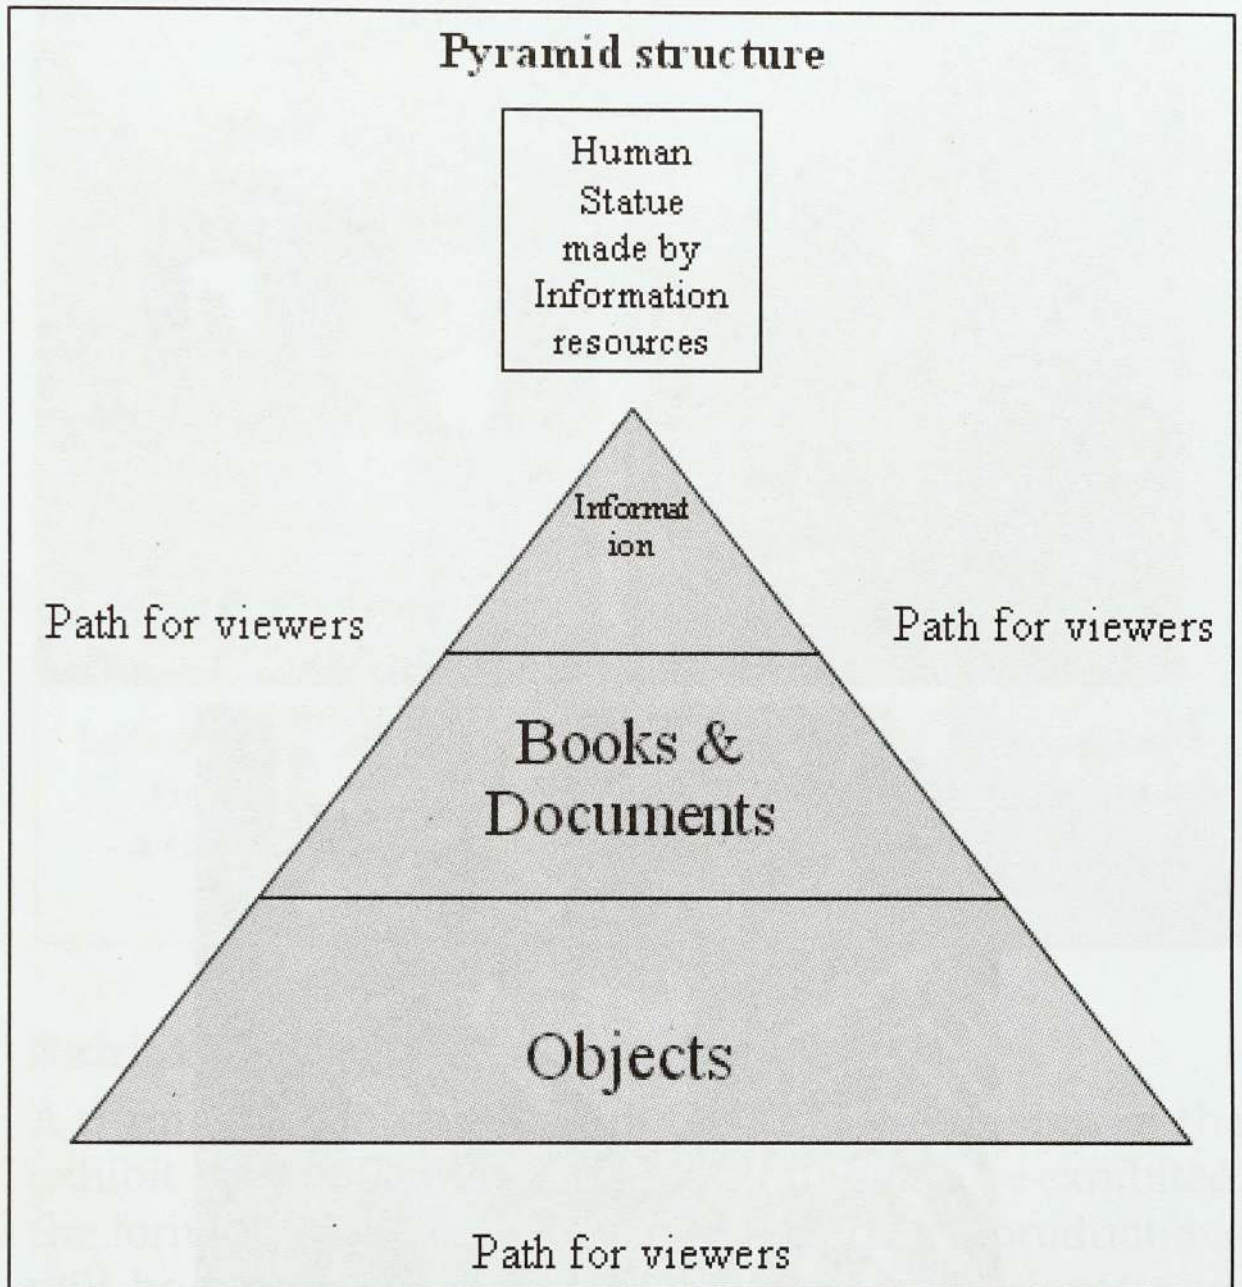 Pyramid structure
Human
Statue
made by
Information
resources
Informat
ion
Path for viewers
Path for viewers
Books &
Documents
Objects
Path for viewers